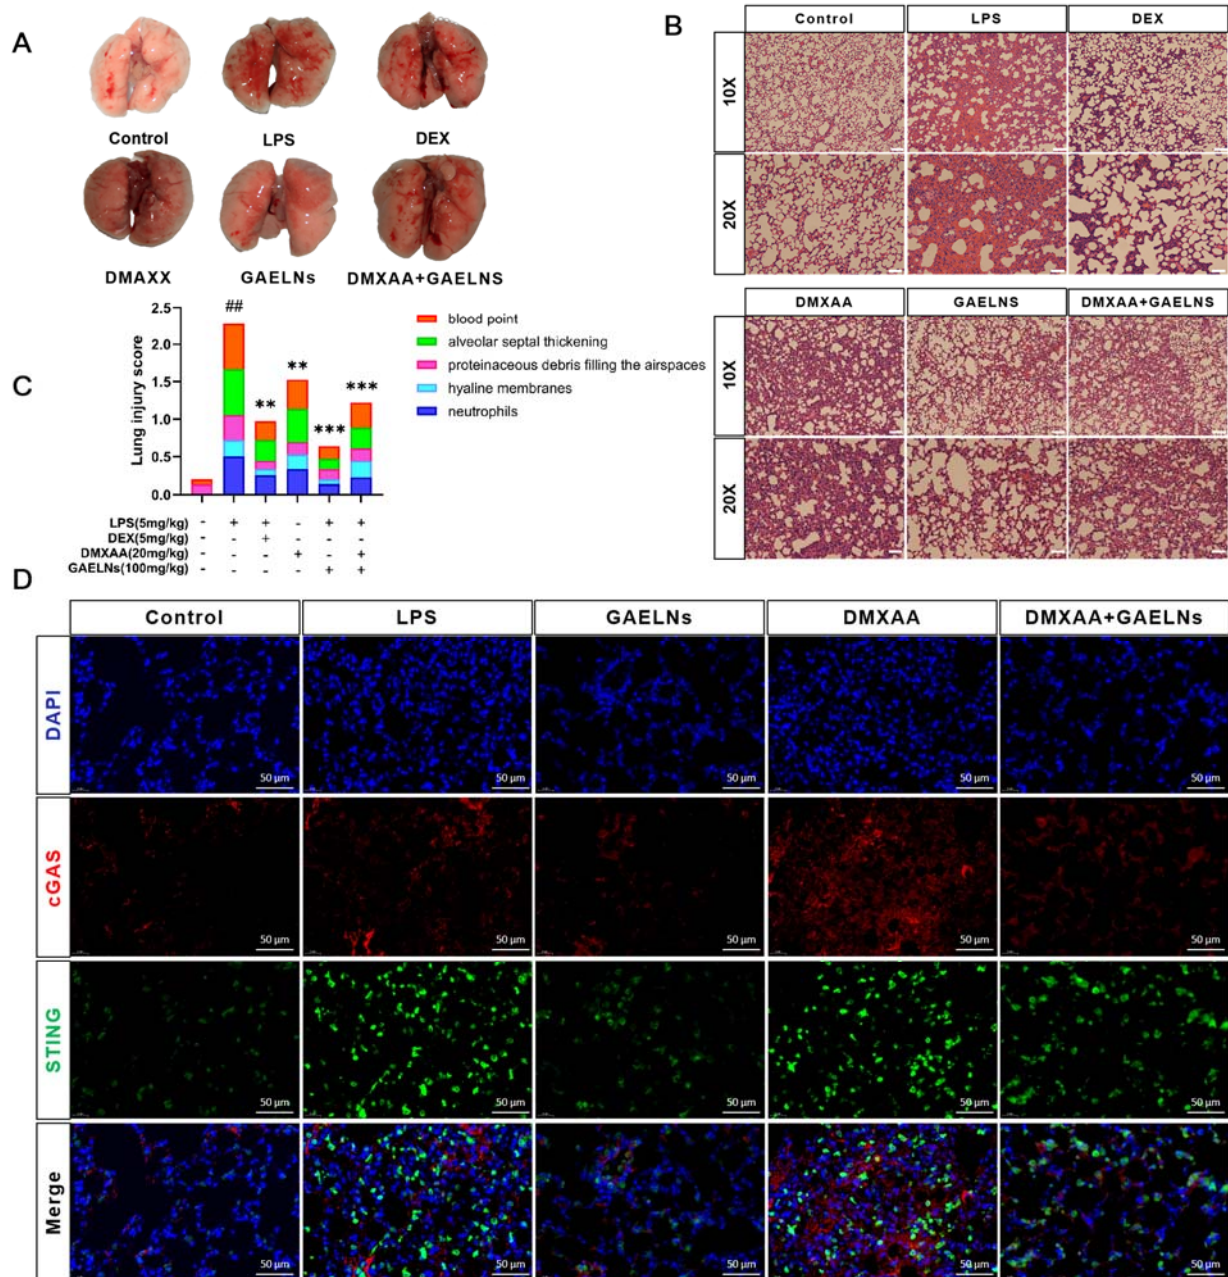 A
Control
LPS
DEX
DMAXX
GAELNs
DMXAA+GAELNS
B
Control
LPS
DEX
10X
20X
DMXAA
GAELNS
DMXAA+GAELNS
10X
20X
C
Lung injury score
2.5
2.0
1.5
1.0
0.5
0.0
##
**
**
***
***
blood point
alveolar septal thickening
proteinaceous debris filling the airspaces
hyaline membranes
neutrophils
LPS(5mg/kg) - + + - + +
DEX(5mg/kg) - - + - - -
DMXAA(20mg/kg) - - - + - +
GAELNs(100mg/kg) - - - - + +
D
Control
LPS
GAELNs
DMXAA
DMXAA+GAELNs
DAPI
50 μm
50 μm
50 μm
50 μm
50 μm
cGAS
50 μm
50 μm
50 μm
50 μm
50 μm
STING
50 μm
50 μm
50 μm
50 μm
50 μm
Merge
50 μm
50 μm
50 μm
50 μm
50 μm